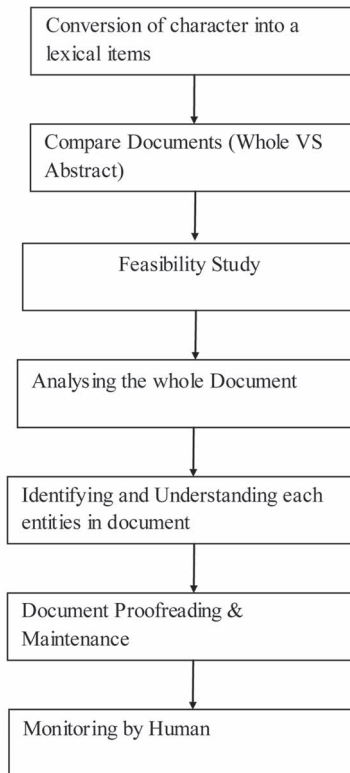 Conversion of character into a
lexical items
Compare Documents (Whole VS
Abstract)
Feasibility Study
Analysing the whole Document
Identifying and Understanding each
entities in document
Document Proofreading &
Maintenance
Monitoring by Human